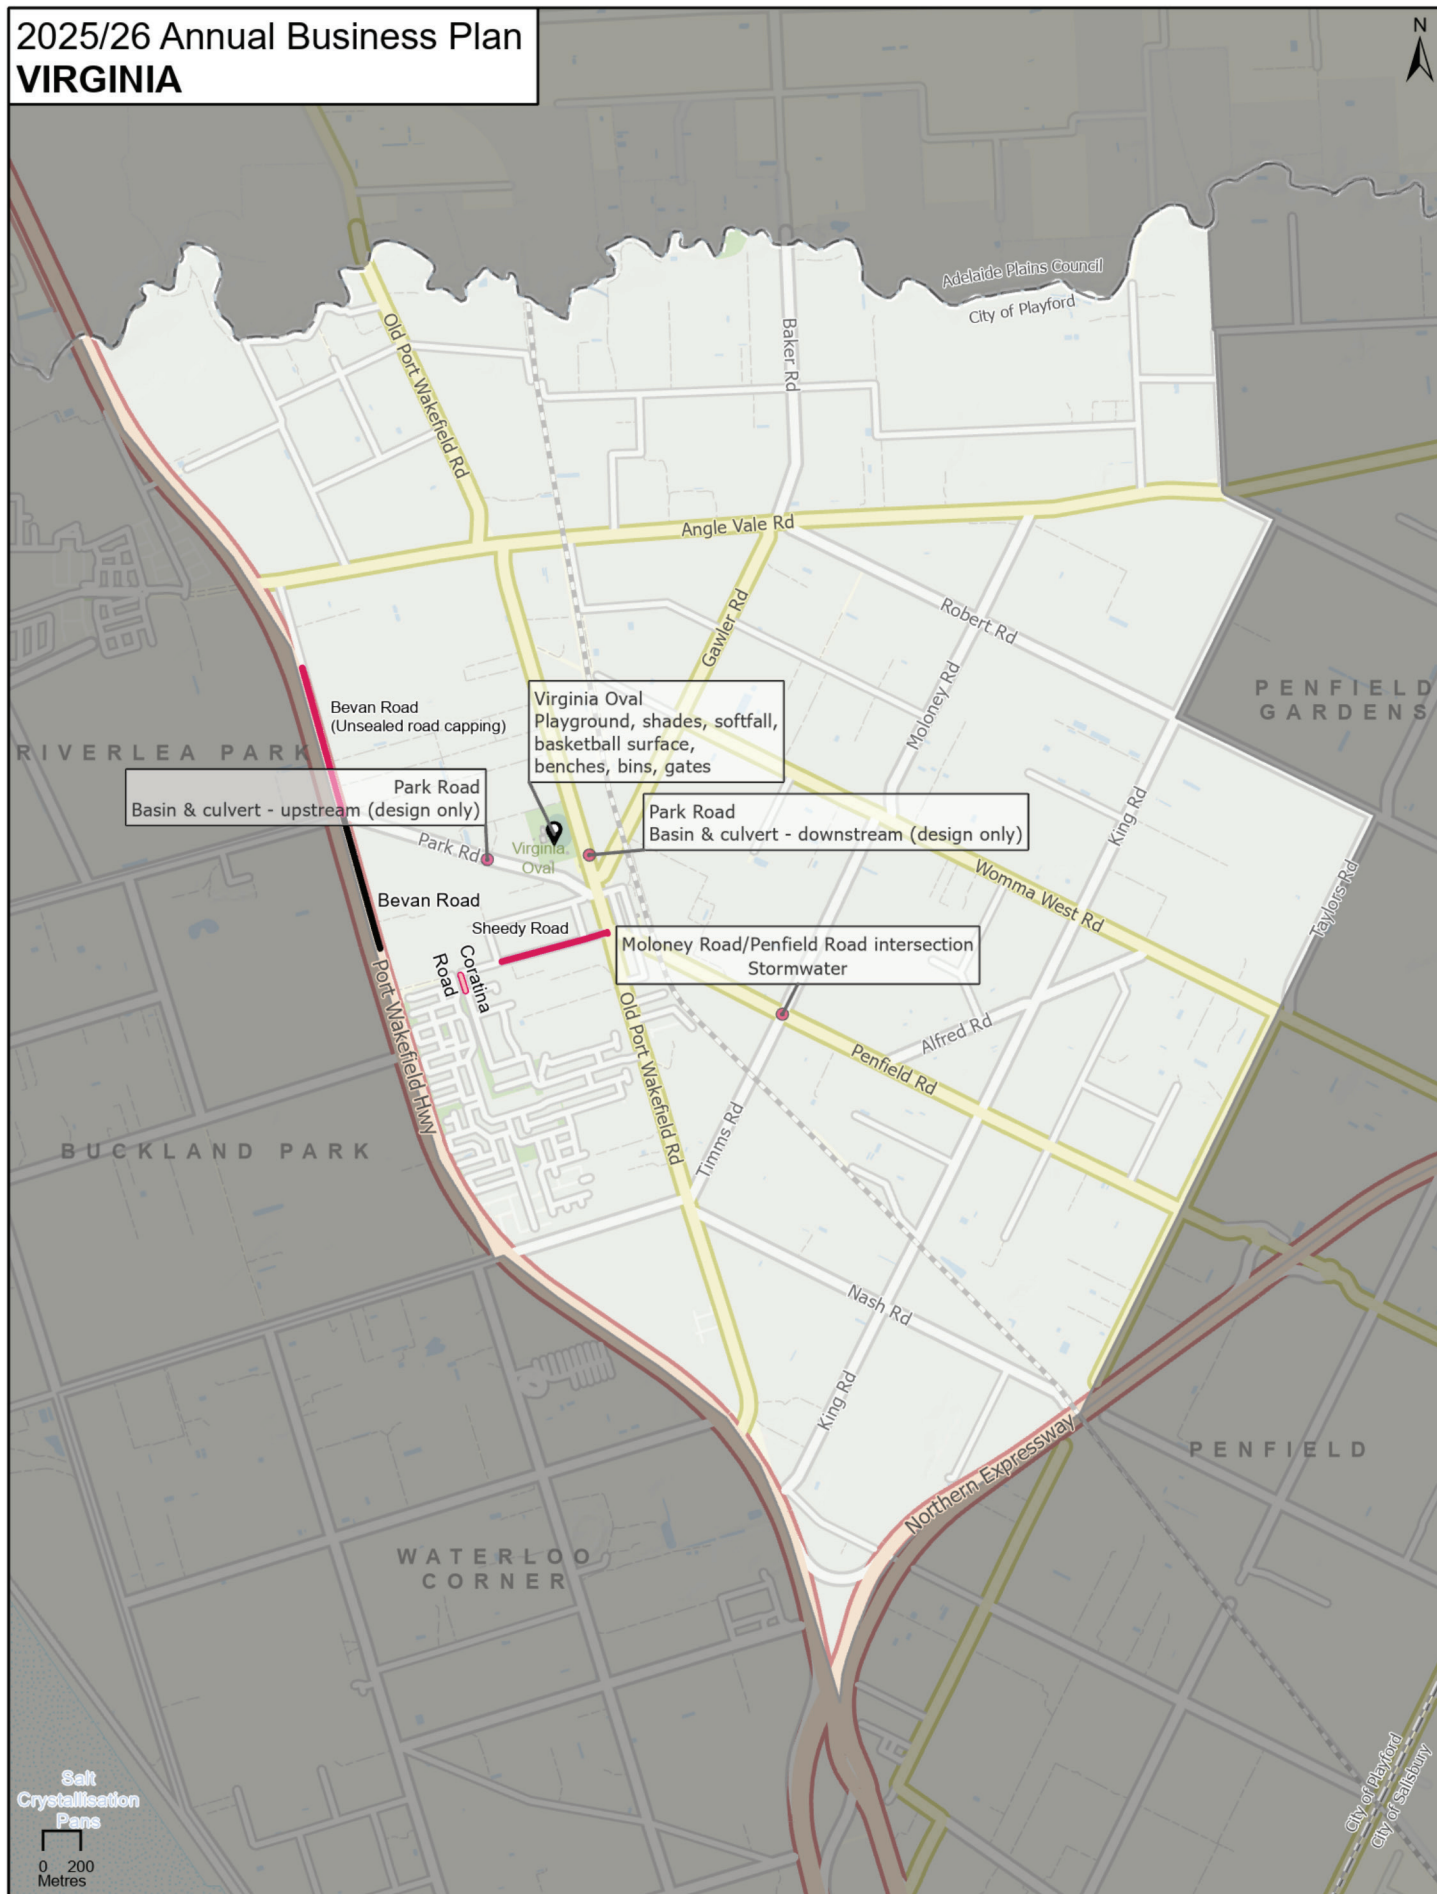 2025/26 Annual Business Plan
VIRGINIA
N
Adelaide Plains Council
City of Playford
Old Port Wakefield Rd
Baker Rd
Angle Vale Rd
Gawler Rd
Robert Rd
Moloney Rd
PENFIELD
GARDENS
RIVERLEA PARK
Bevan Road
(Unsealed road capping)
Virginia Oval
Playground, shades, softfall,
basketball surface,
benches, bins, gates
Park Road
Basin & culvert - upstream (design only)
Park Road
Basin & culvert - downstream (design only)
King Rd
Park Rd
Virginia
Oval
Womma West Rd
Taylors Rd
Bevan Road
Sheedy Road
Coratina
Road
Moloney Road/Penfield Road intersection
Stormwater
Port Wakefield Hwy
Old Port Wakefield Rd
Alfred Rd
Penfield Rd
Timms Rd
BUCKLAND PARK
Nash Rd
King Rd
Northern Expressway
PENFIELD
WATERLOO
CORNER
City of Playford
City of Salisbury
Salt
Crystallisation
Pans
0 200
Metres